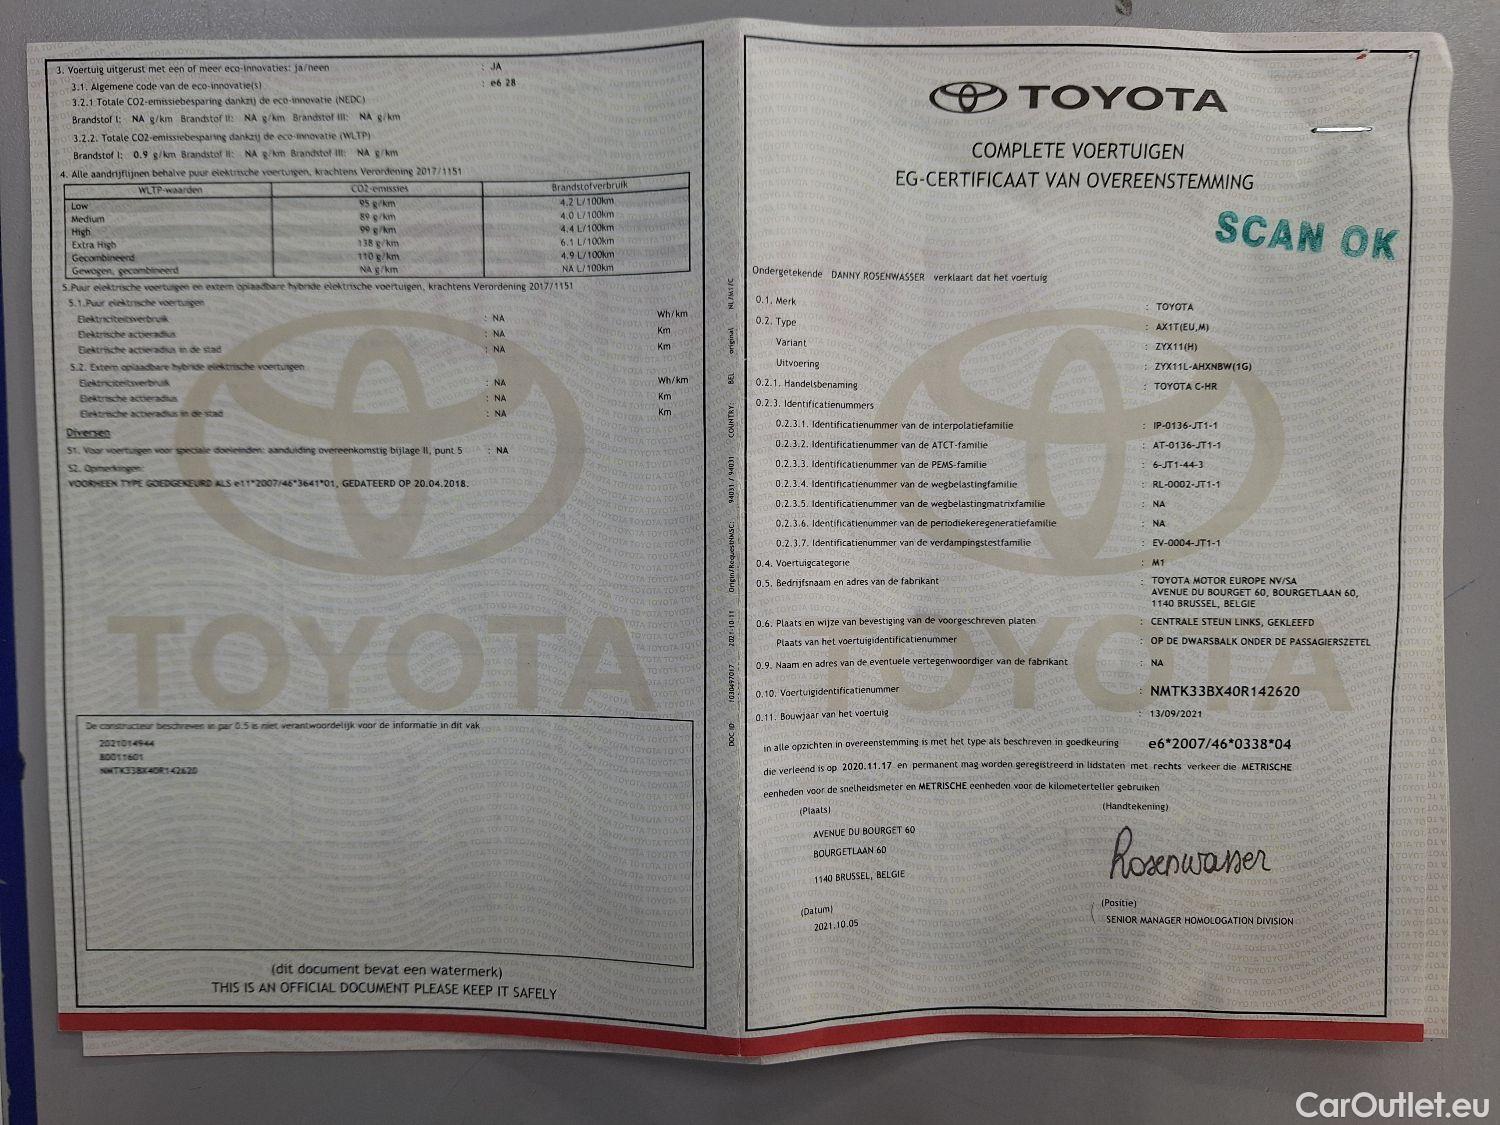 3. Voertuig uitgerust met een of meer eco-innovaties: ja/neen : JA
3.1. Algemene code van de eco-innovatie(s) : e6 28
3.2.1 Totale CO2-emissiebesparing dankzij de eco-innovatie (NEDC)
Brandstof I: NA g/km Brandstof II: NA g/km Brandstof III: NA g/km
3.2.2. Totale CO2-emissiebesparing dankzij de eco-innovatie (WLTP)
Brandstof I: 0.9 g/km Brandstof II: NA g/km Brandstof III: NA g/km
4. Alle aandrijflijnen behalve puur elektrische voertuigen, krachtens Verordening 2017/1151
WLTP-waarden CO2-emissies Brandstofverbruik
Low 95 g/km 4.2 L/100km
Medium 89 g/km 4.0 L/100km
High 99 g/km 4.4 L/100km
Extra High 138 g/km 6.1 L/100km
Gecombineerd 110 g/km 4.9 L/100km
Gewogen, gecombineerd NA g/km NA L/100km
5.Puur elektrische voertuigen en extern oplaadbare hybride elektrische voertuigen, krachtens Verordening 2017/1151
5.1.Puur elektrische voertuigen
Elektriciteitsverbruik : NA Wh/km
Elektrische actieradius : NA Km
Elektrische actieradius in de stad : NA Km
5.2. Extern oplaadbare hybride elektrische voertuigen
Elektriciteitsverbruik : NA Wh/km
Elektrische actieradius : NA Km
Elektrische actieradius in de stad : NA Km
Diversen
51. Voor voertuigen voor speciale doeleinden: aanduiding overeenkomstig bijlage II, punt 5 : NA
52. Opmerkingen:
VOORHEEN TYPE GOEDGEKEURD ALS e11*2007/46*3641*01, GEDATEERD OP 20.04.2018.
TOYOTA
De constructeur beschreven in par 0.5 is niet verantwoordelijk voor de informatie in dit vak
2021014944
80011601
NMTK33BX40R142620
(dit document bevat een watermerk)
THIS IS AN OFFICIAL DOCUMENT PLEASE KEEP IT SAFELY
DOC ID: 1030497017 2021-10-11 Origin/RequestNMSC: 94031 / 94031 COUNTRY: BEL original NL/M1/C
TOYOTA
COMPLETE VOERTUIGEN
EG-CERTIFICAAT VAN OVEREENSTEMMING
SCAN OK
Ondergetekende DANNY ROSENWASSER verklaart dat het voertuig
0.1. Merk : TOYOTA
0.2. Type : AX1T(EU,M)
Variant : ZYX11(H)
Uitvoering : ZYX11L-AHXNBW(1G)
0.2.1. Handelsbenaming : TOYOTA C-HR
0.2.3. Identificatienummers
0.2.3.1. Identificatienummer van de interpolatiefamilie : IP-0136-JT1-1
0.2.3.2. Identificatienummer van de ATCT-familie : AT-0136-JT1-1
0.2.3.3. Identificatienummer van de PEMS-familie : 6-JT1-44-3
0.2.3.4. Identificatienummer van de wegbelastingfamilie : RL-0002-JT1-1
0.2.3.5. Identificatienummer van de wegbelastingmatrixfamilie : NA
0.2.3.6. Identificatienummer van de periodiekeregeneratiefamilie : NA
0.2.3.7. Identificatienummer van de verdampingstestfamilie : EV-0004-JT1-1
0.4. Voertuigcategorie : M1
0.5. Bedrijfsnaam en adres van de fabrikant : TOYOTA MOTOR EUROPE NV/SA
AVENUE DU BOURGET 60, BOURGETLAAN 60,
1140 BRUSSEL, BELGIE
0.6. Plaats en wijze van bevestiging van de voorgeschreven platen : CENTRALE STEUN LINKS, GEKLEEFD
Plaats van het voertuigidentificatienummer : OP DE DWARSBALK ONDER DE PASSAGIERSZETEL
0.9. Naam en adres van de eventuele vertegenwoordiger van de fabrikant : NA
TOYOTA
0.10. Voertuigidentificatienummer : NMTK33BX40R142620
0.11. Bouwjaar van het voertuig : 13/09/2021
in alle opzichten in overeenstemming is met het type als beschreven in goedkeuring e6*2007/46*0338*04
die verleend is op 2020.11.17 en permanent mag worden geregistreerd in lidstaten met rechts verkeer die METRISCHE
eenheden voor de snelheidsmeter en METRISCHE eenheden voor de kilometerteller gebruiken
(Plaats) (Handtekening)
AVENUE DU BOURGET 60
BOURGETLAAN 60
1140 BRUSSEL, BELGIE
Rosenwasser
(Datum) (Positie)
2021.10.05 SENIOR MANAGER HOMOLOGATION DIVISION
CarOutlet.eu